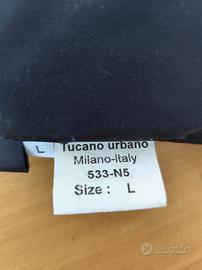 L
Tucano urbano
Milano-Italy
533-N5
Size : L
subito